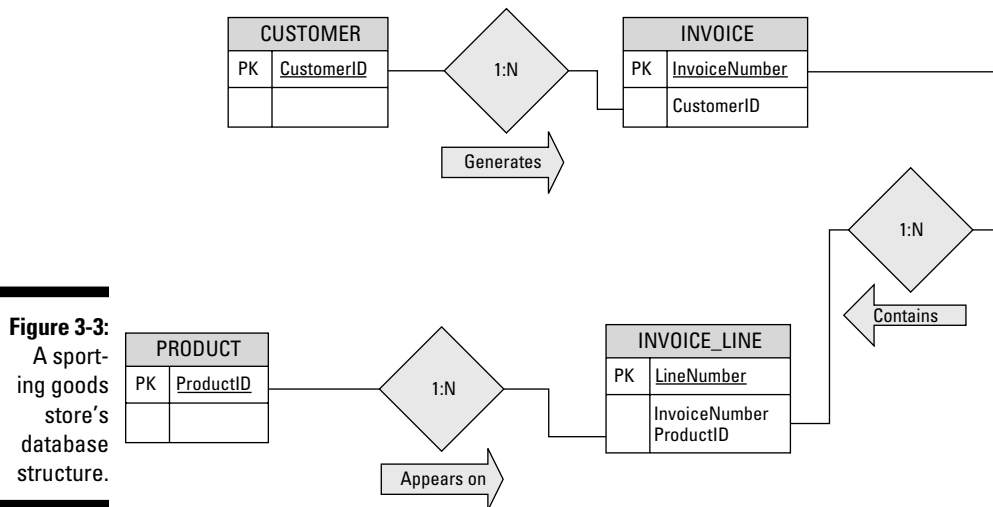 CUSTOMER
PK CustomerID
1:N
INVOICE
PK InvoiceNumber
CustomerID
Generates
1:N
Contains
Figure 3-3:
A sport-
ing goods
store's
database
structure.
PRODUCT
PK ProductID
1:N
INVOICE_LINE
PK LineNumber
InvoiceNumber
ProductID
Appears on